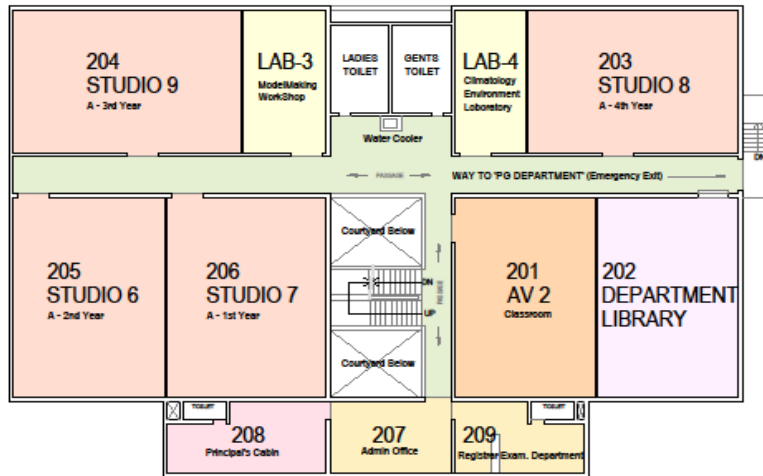 204
STUDIO 9
A - 3rd Year
LAB-3
ModelMaking
WorkShop
LADIES
TOILET
GENTS
TOILET
LAB-4
Climatology
Environment
Laboratory
203
STUDIO 8
A - 4th Year
Water Cooler
DN
PASSAGE
WAY TO 'PG DEPARTMENT' (Emergency Exit)
205
STUDIO 6
A - 2nd Year
206
STUDIO 7
A - 1st Year
Courtyard Below
DN
UP
PASSAGE
Courtyard Below
201
AV 2
Classroom
202
DEPARTMENT
LIBRARY
TOILET
208
Principal's Cabin
207
Admin Office
TOILET
209
Registrar Exam. Department